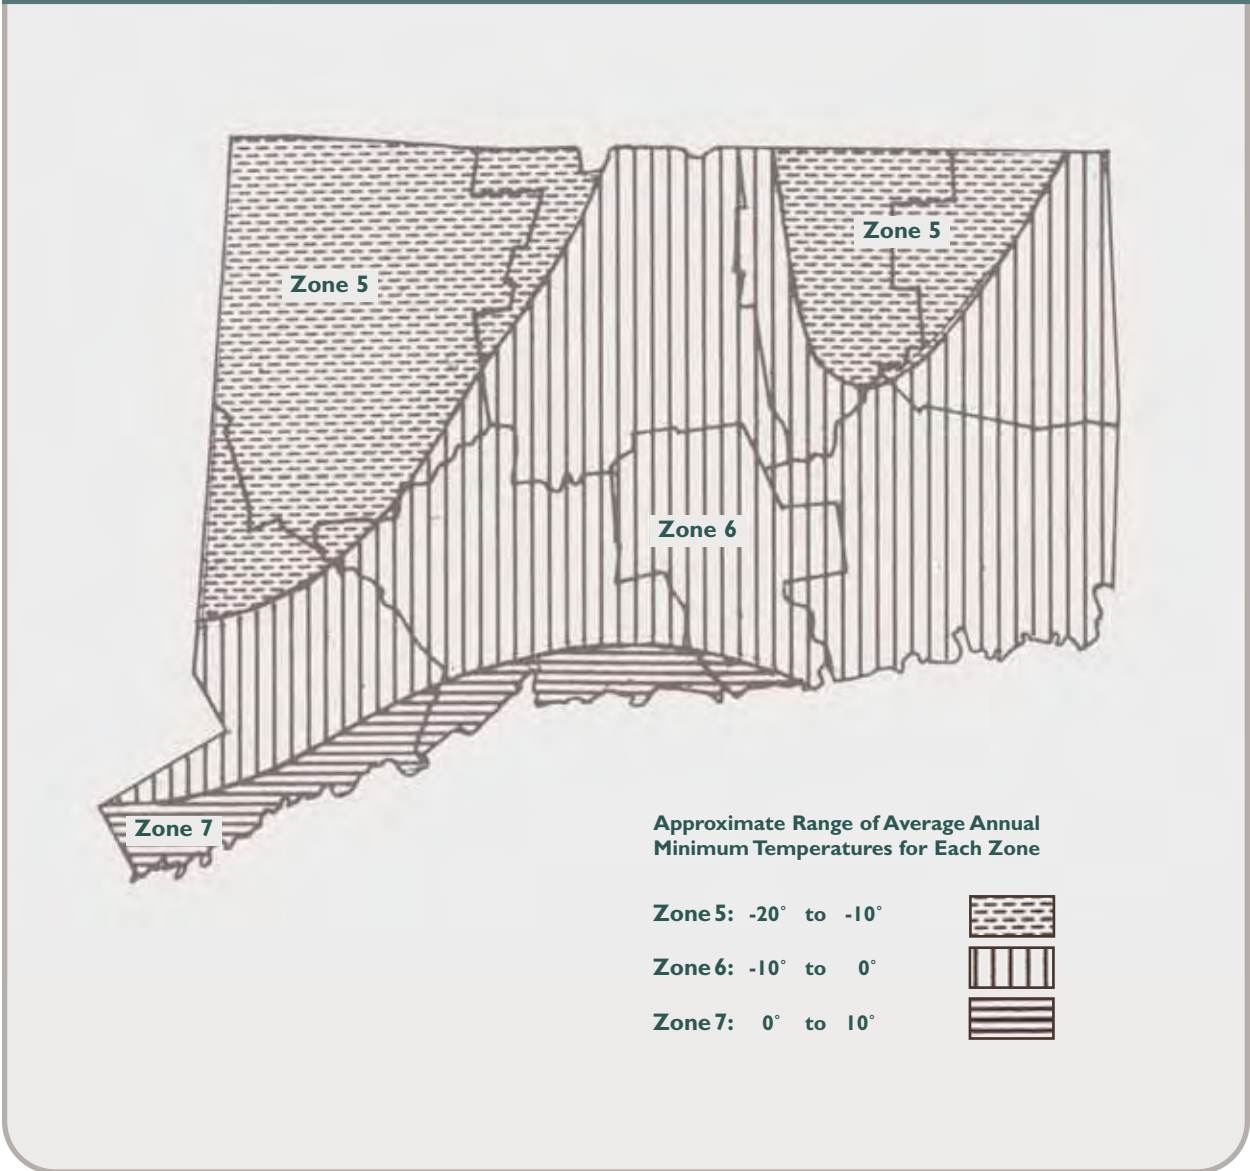 Zone 5
Zone 5
Zone 6
Zone 7
Approximate Range of Average Annual
Minimum Temperatures for Each Zone
Zone 5: -20° to -10°
Zone 6: -10° to 0°
Zone 7: 0° to 10°